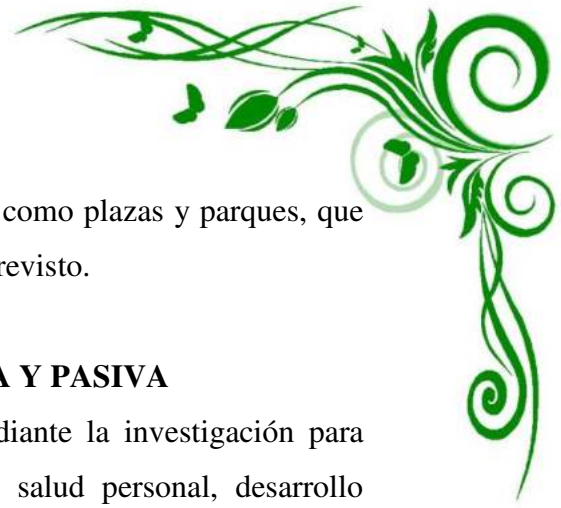 como plazas y parques, que
revisto.
A Y PASIVA
diante la investigación para
salud personal, desarrollo